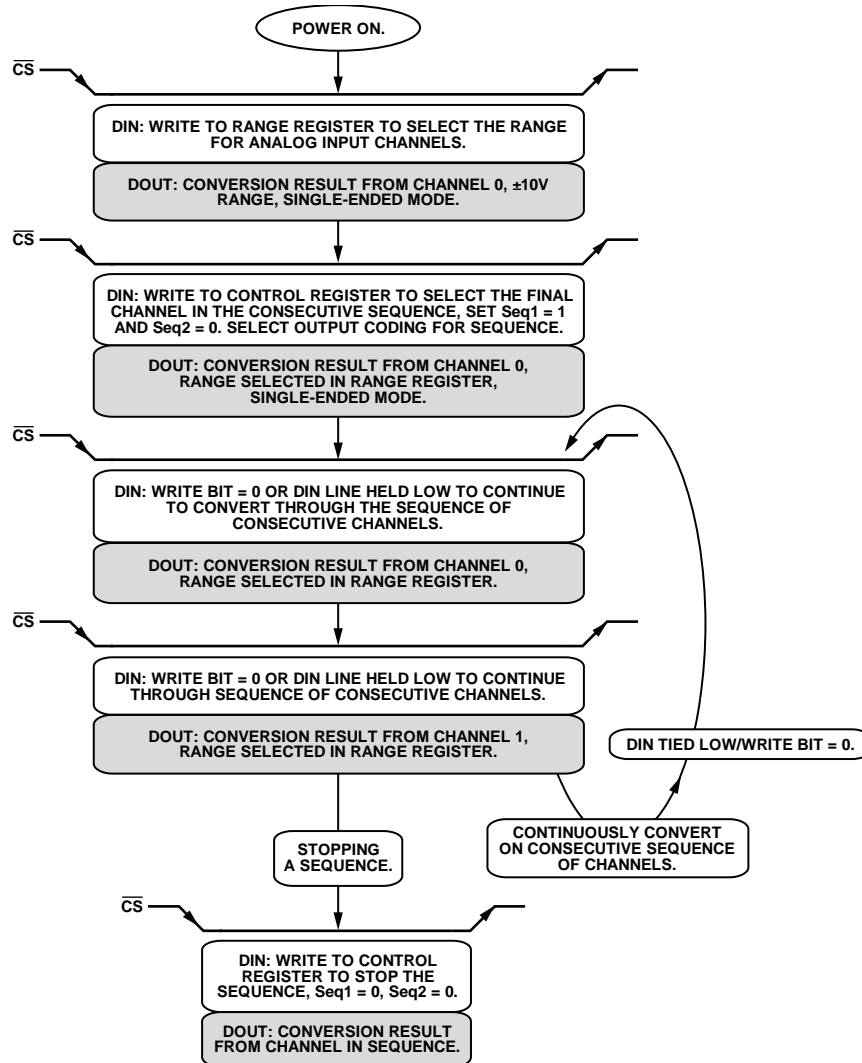 POWER ON.
CS
DIN: WRITE TO RANGE REGISTER TO SELECT THE RANGE
FOR ANALOG INPUT CHANNELS.
DOUT: CONVERSION RESULT FROM CHANNEL 0, ±10V
RANGE, SINGLE-ENDED MODE.
CS
DIN: WRITE TO CONTROL REGISTER TO SELECT THE FINAL
CHANNEL IN THE CONSECUTIVE SEQUENCE, SET Seq1 = 1
AND Seq2 = 0. SELECT OUTPUT CODING FOR SEQUENCE.
DOUT: CONVERSION RESULT FROM CHANNEL 0,
RANGE SELECTED IN RANGE REGISTER,
SINGLE-ENDED MODE.
CS
DIN: WRITE BIT = 0 OR DIN LINE HELD LOW TO CONTINUE
TO CONVERT THROUGH THE SEQUENCE OF
CONSECUTIVE CHANNELS.
DOUT: CONVERSION RESULT FROM CHANNEL 0,
RANGE SELECTED IN RANGE REGISTER.
CS
DIN: WRITE BIT = 0 OR DIN LINE HELD LOW TO CONTINUE
THROUGH SEQUENCE OF CONSECUTIVE CHANNELS.
DOUT: CONVERSION RESULT FROM CHANNEL 1,
RANGE SELECTED IN RANGE REGISTER.
DIN TIED LOW/WRITE BIT = 0.
STOPPING
A SEQUENCE.
CONTINUOUSLY CONVERT
ON CONSECUTIVE SEQUENCE
OF CHANNELS.
CS
DIN: WRITE TO CONTROL
REGISTER TO STOP THE
SEQUENCE, Seq1 = 0, Seq2 = 0.
DOUT: CONVERSION RESULT
FROM CHANNEL IN SEQUENCE.